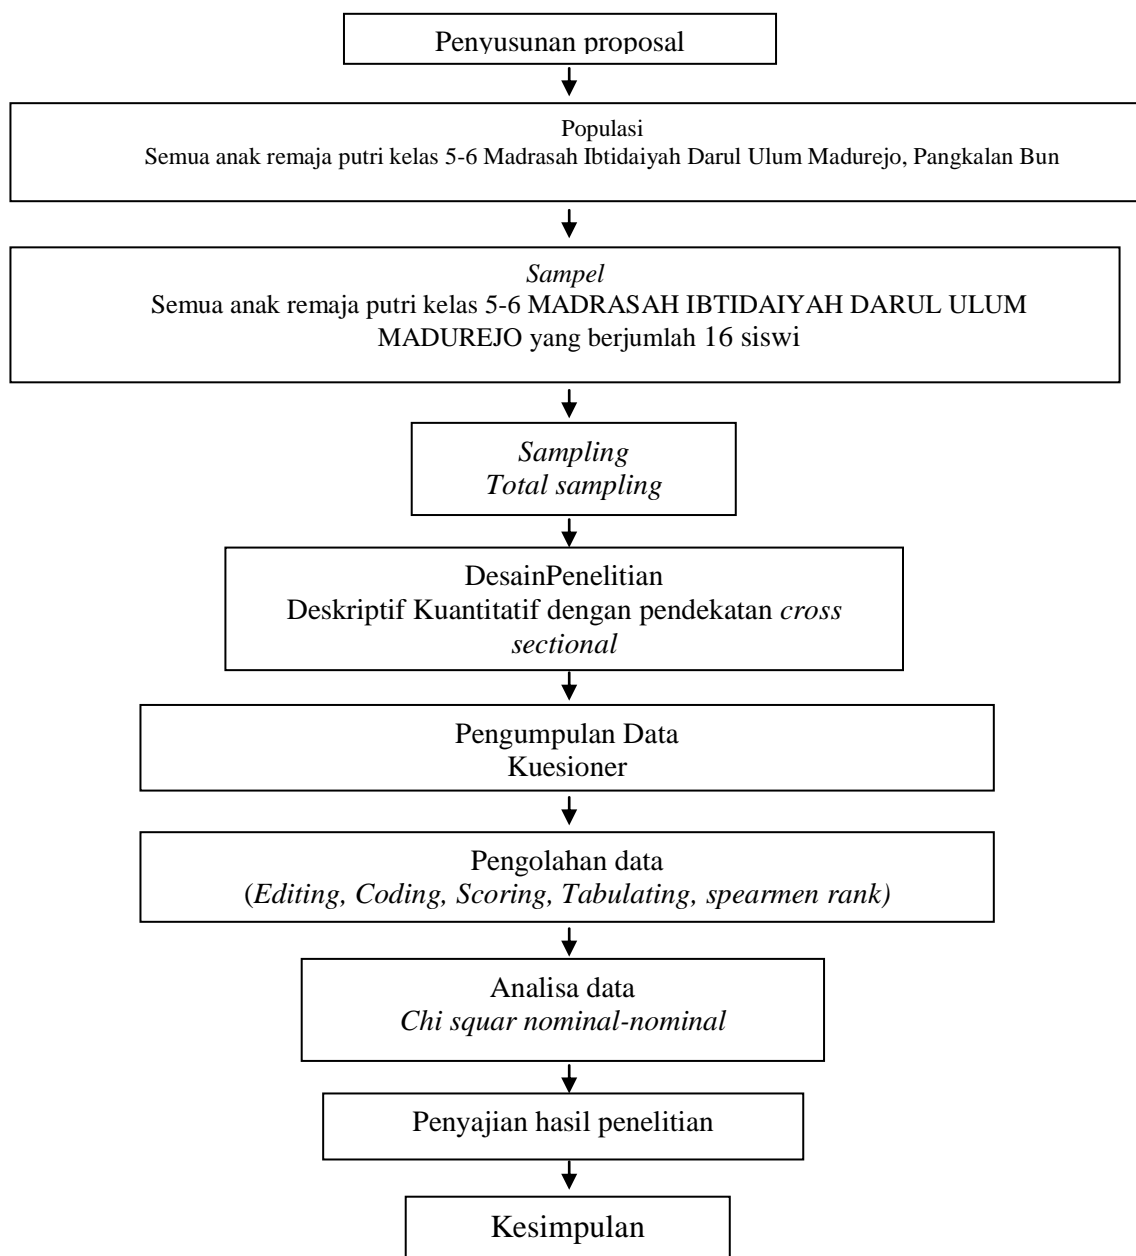 Penyusunan proposal
Populasi
Semua anak remaja putri kelas 5-6 Madrasah Ibtidaiyah Darul Ulum Madurejo, Pangkalan Bun
Sampel
Semua anak remaja putri kelas 5-6 MADRASAH IBTIDAIYAH DARUL ULUM
MADUREJO yang berjumlah 16 siswi
Sampling
Total sampling
DesainPenelitian
Deskriptif Kuantitatif dengan pendekatan cross
sectional
Pengumpulan Data
Kuesioner
Pengolahan data
(Editing, Coding, Scoring, Tabulating, spearmen rank)
Analisa data
Chi squar nominal-nominal
Penyajian hasil penelitian
Kesimpulan